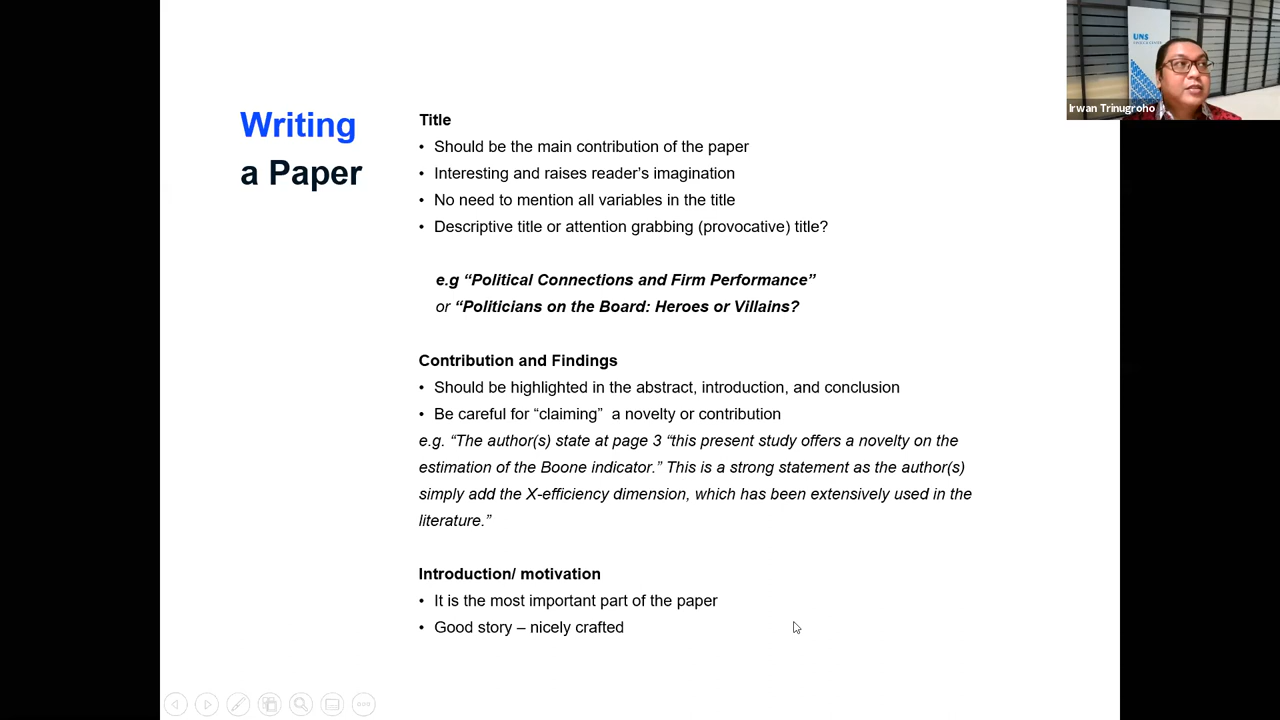 Writing
a Paper
Title
• Should be the main contribution of the paper
• Interesting and raises reader’s imagination
• No need to mention all variables in the title
• Descriptive title or attention grabbing (provocative) title?
e.g “Political Connections and Firm Performance”
or “Politicians on the Board: Heroes or Villains?
Contribution and Findings
• Should be highlighted in the abstract, introduction, and conclusion
• Be careful for “claiming” a novelty or contribution
e.g. “The author(s) state at page 3 “this present study offers a novelty on the
estimation of the Boone indicator.” This is a strong statement as the author(s)
simply add the X-efficiency dimension, which has been extensively used in the
literature.”
Introduction/ motivation
• It is the most important part of the paper
• Good story – nicely crafted
UNS
Irwan Trinugroho